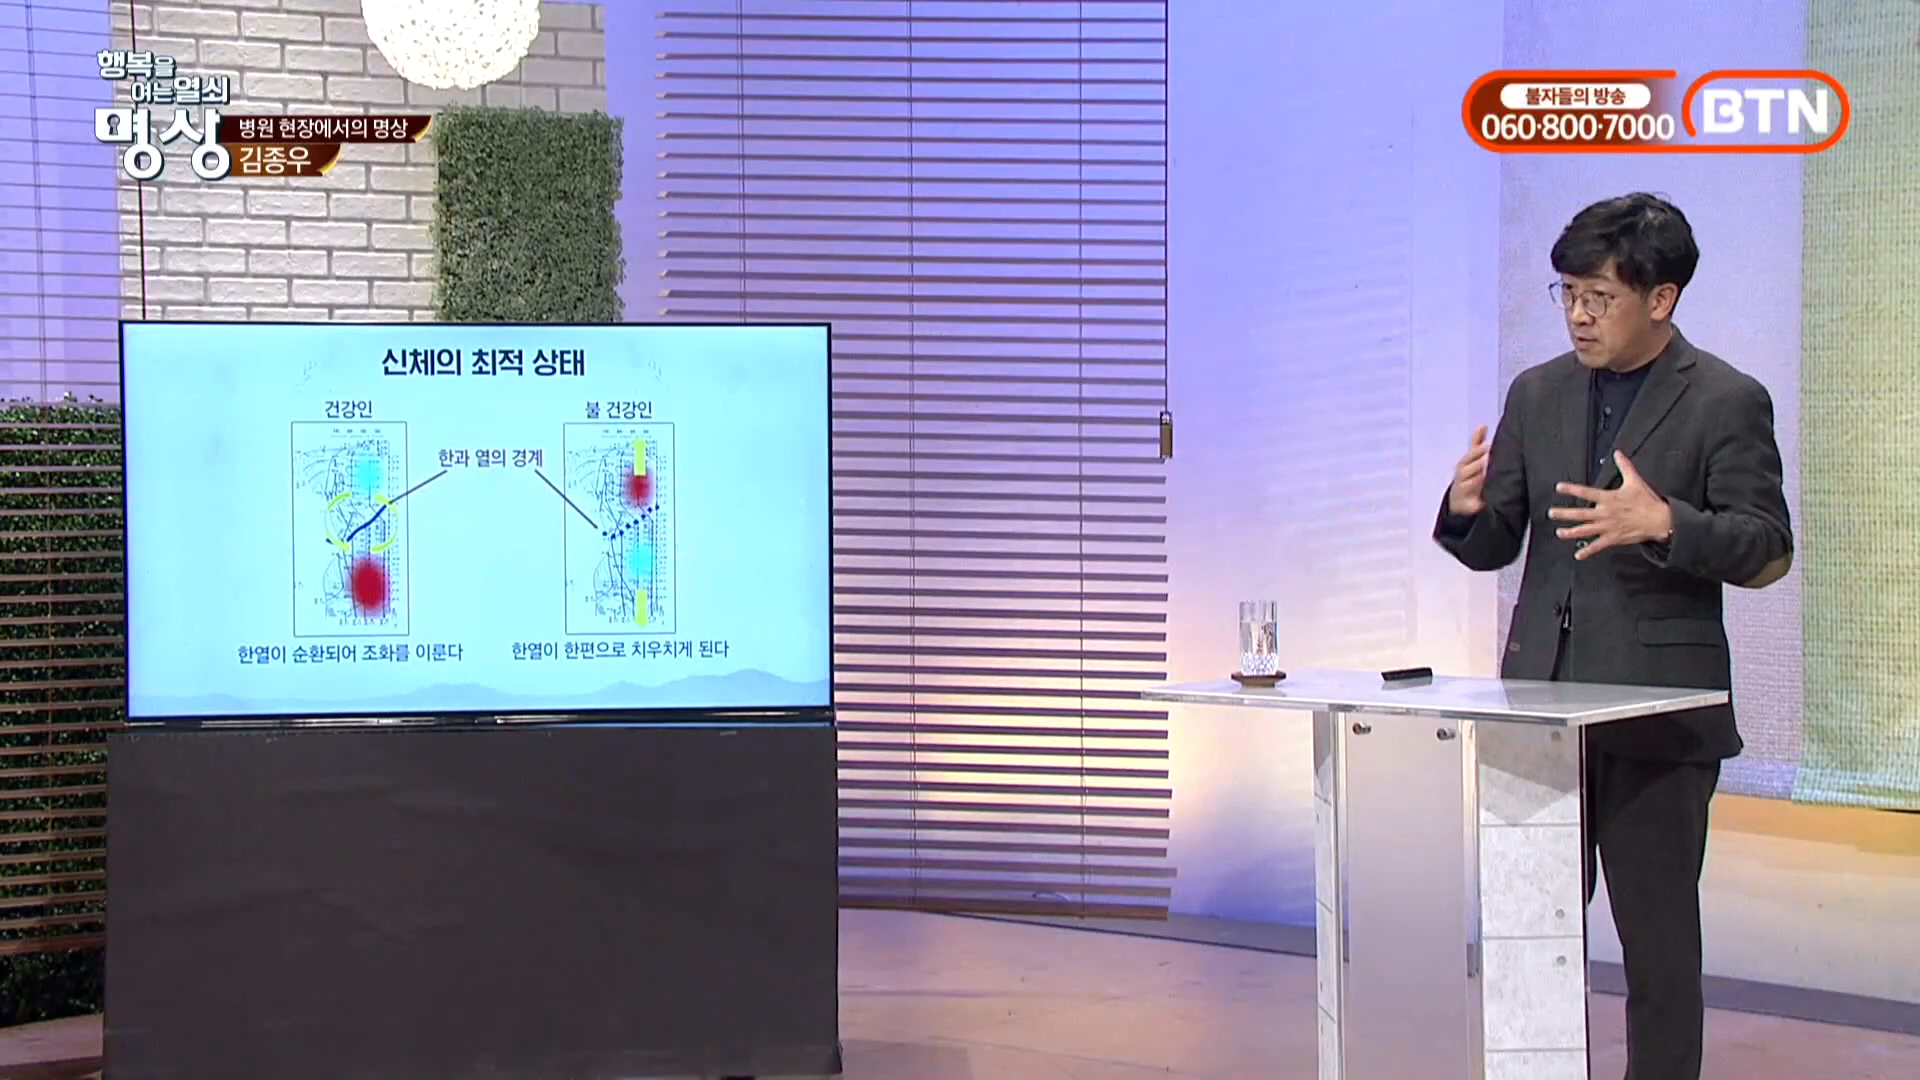 행복을
여는 열쇠
명상
병원 현장에서의 명상
김종우
불자들의 방송
060·800·7000
BTN
신체의 최적 상태
건강인
불 건강인
한과 열의 경계
한열이 순환되어 조화를 이룬다
한열이 한편으로 치우치게 된다